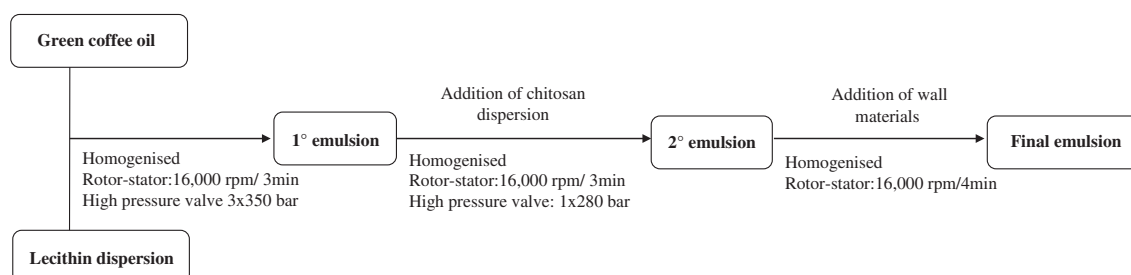 Green coffee oil
Lecithin dispersion
Homogenised
Rotor-stator:16,000 rpm/ 3min
High pressure valve 3x350 bar
1° emulsion
Addition of chitosan
dispersion
Homogenised
Rotor-stator:16,000 rpm/ 3min
High pressure valve: 1x280 bar
2° emulsion
Addition of wall
materials
Homogenised
Rotor-stator:16,000 rpm/4min
Final emulsion